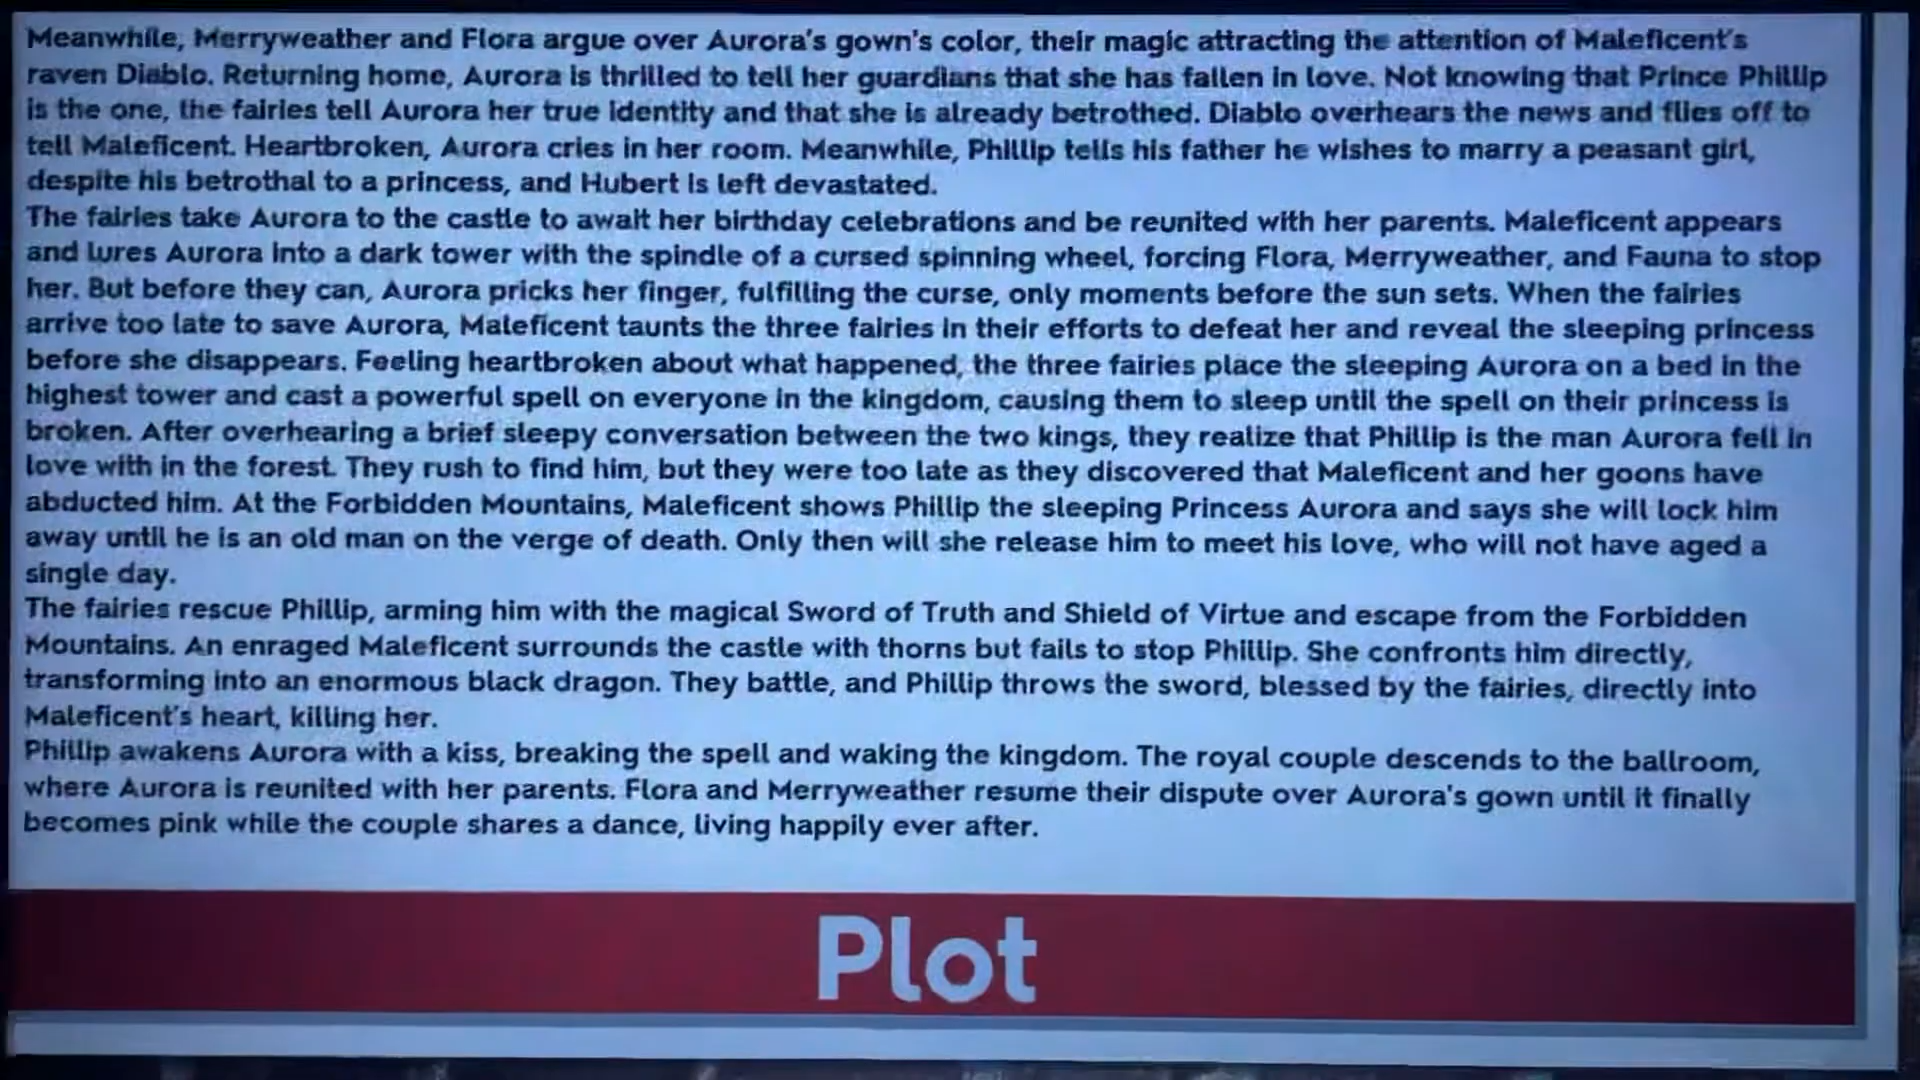 Meanwhile, Merryweather and Flora argue over Aurora's gown's color, their magic attracting the attention of Maleficent's
raven Diablo. Returning home, Aurora is thrilled to tell her guardians that she has fallen in love. Not knowing that Prince Phillip
is the one, the fairies tell Aurora her true identity and that she is already betrothed. Diablo overhears the news and flies off to
tell Maleficent. Heartbroken, Aurora cries in her room. Meanwhile, Phillip tells his father he wishes to marry a peasant girl,
despite his betrothal to a princess, and Hubert is left devastated.
The fairies take Aurora to the castle to await her birthday celebrations and be reunited with her parents. Maleficent appears
and lures Aurora into a dark tower with the spindle of a cursed spinning wheel, forcing Flora, Merryweather, and Fauna to stop
her. But before they can, Aurora pricks her finger, fulfilling the curse, only moments before the sun sets. When the fairies
arrive too late to save Aurora, Maleficent taunts the three fairies in their efforts to defeat her and reveal the sleeping princess
before she disappears. Feeling heartbroken about what happened, the three fairies place the sleeping Aurora on a bed in the
highest tower and cast a powerful spell on everyone in the kingdom, causing them to sleep until the spell on their princess is
broken. After overhearing a brief sleepy conversation between the two kings, they realize that Phillip is the man Aurora fell in
love with in the forest. They rush to find him, but they were too late as they discovered that Maleficent and her goons have
abducted him. At the Forbidden Mountains, Maleficent shows Phillip the sleeping Princess Aurora and says she will lock him
away until he is an old man on the verge of death. Only then will she release him to meet his love, who will not have aged a
single day.
The fairies rescue Phillip, arming him with the magical Sword of Truth and Shield of Virtue and escape from the Forbidden
Mountains. An enraged Maleficent surrounds the castle with thorns but fails to stop Phillip. She confronts him directly,
transforming into an enormous black dragon. They battle, and Phillip throws the sword, blessed by the fairies, directly into
Maleficent's heart, killing her.
Phillip awakens Aurora with a kiss, breaking the spell and waking the kingdom. The royal couple descends to the ballroom,
where Aurora is reunited with her parents. Flora and Merryweather resume their dispute over Aurora's gown until it finally
becomes pink while the couple shares a dance, living happily ever after.
Plot